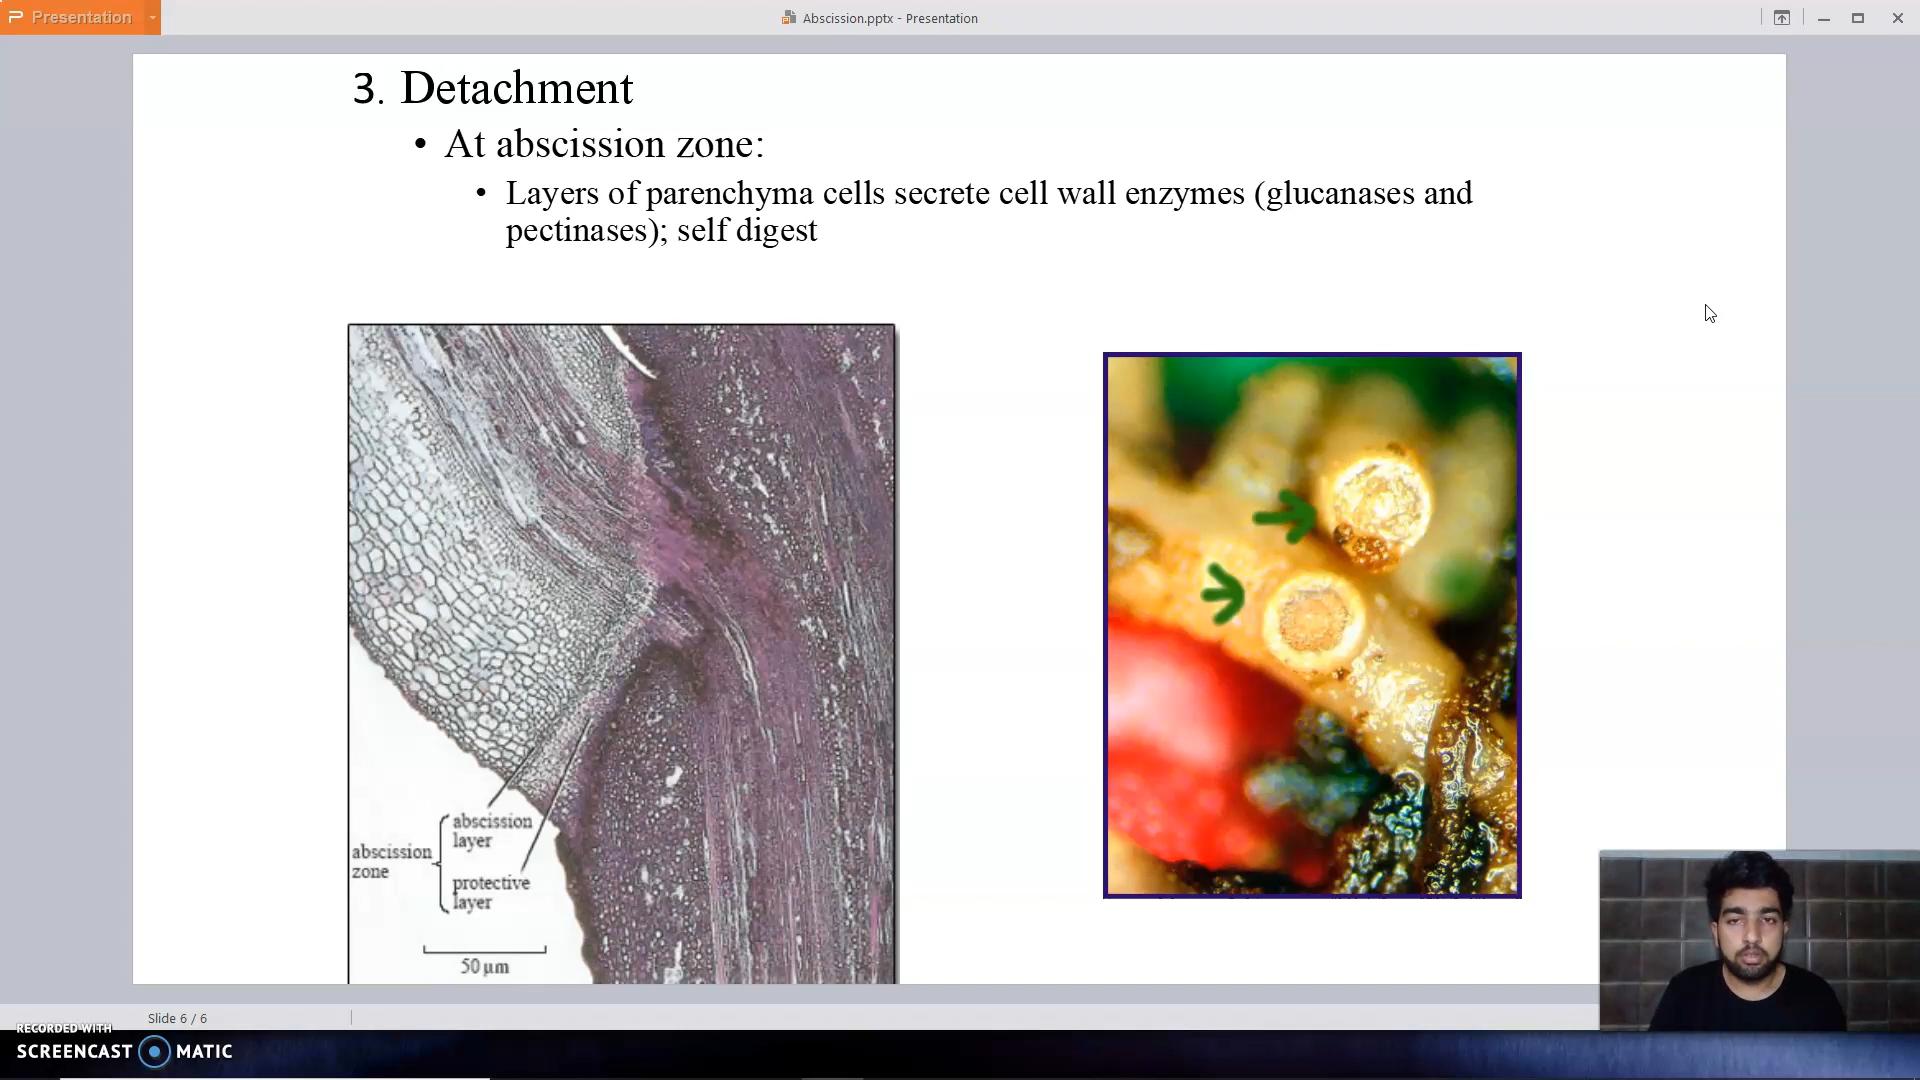 Presentation
Abscission.pptx - Presentation
3. Detachment
• At abscission zone:
• Layers of parenchyma cells secrete cell wall enzymes (glucanases and
pectinases); self digest
abscission
layer
abscission
zone
protective
layer
50 µm
Slide 6 / 6
RECORDED WITH
SCREENCAST MATIC